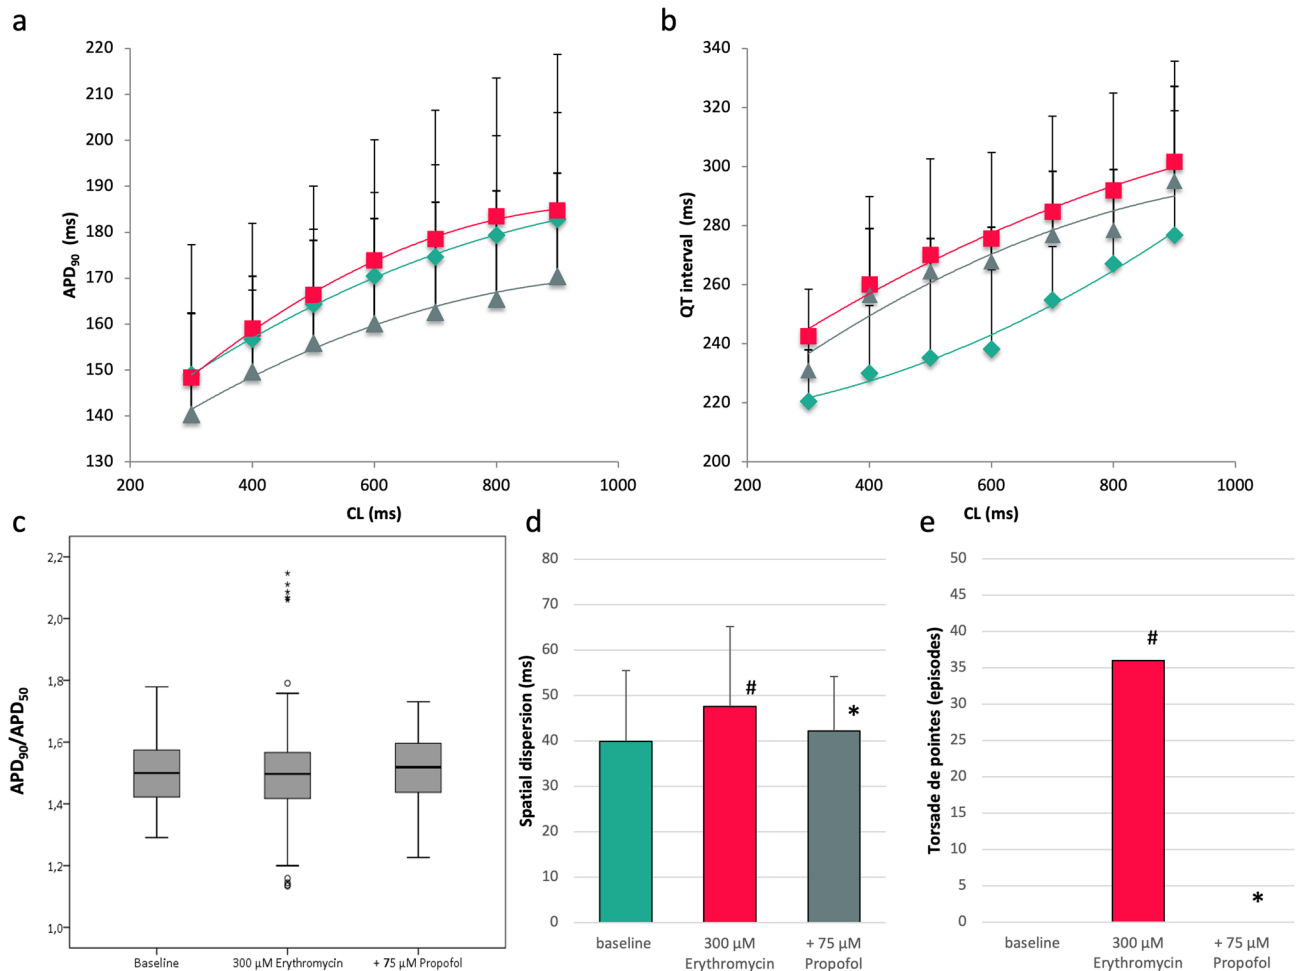 a
220
210
200
190
180
170
160
150
140
130
APD90 (ms)
200
400
600
800
1000
CL (ms)
b
340
320
300
280
260
240
220
200
QT interval (ms)
200
400
600
800
1000
CL (ms)
c
2,2
2,0
1,8
1,6
1,4
1,2
1,0
APD90/APD50
Baseline
300 μM Erythromycin
+ 75 μM Propofol
d
80
70
60
50
40
30
20
10
0
Spatial dispersion (ms)
#
*
baseline
300 μM
Erythromycin
+ 75 μM
Propofol
e
50
45
40
35
30
25
20
15
10
5
0
Torsade de pointes (episodes)
#
*
baseline
300 μM
Erythromycin
+ 75 μM
Propofol